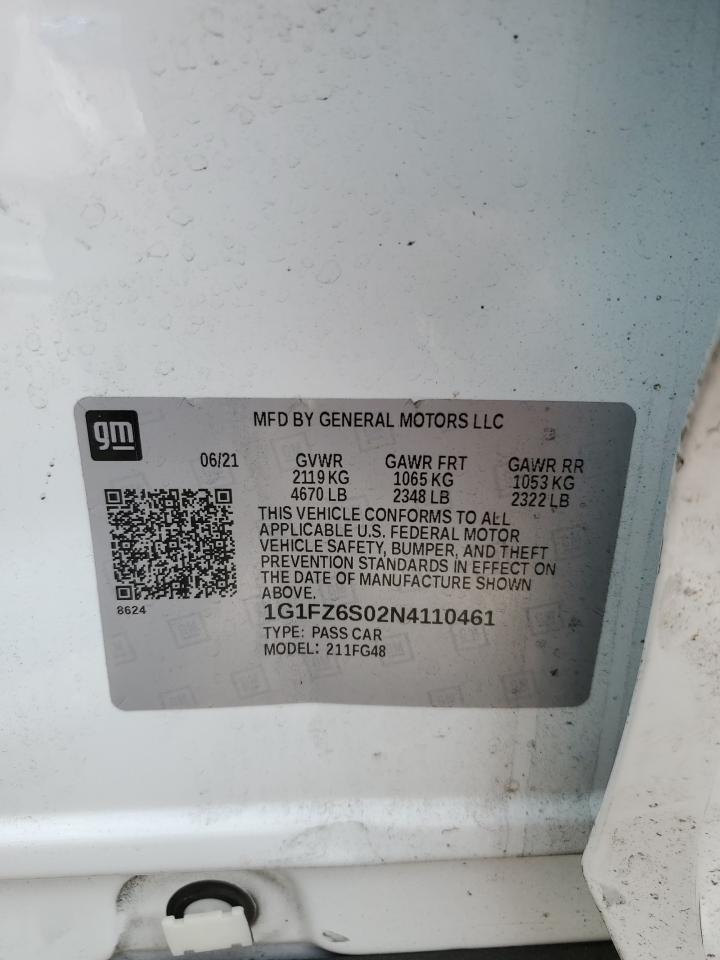 gm
MFD BY GENERAL MOTORS LLC
06/21 GVWR GAWR FRT GAWR RR
2119 KG 1065 KG 1053 KG
4670 LB 2348 LB 2322 LB
THIS VEHICLE CONFORMS TO ALL
APPLICABLE U.S. FEDERAL MOTOR
VEHICLE SAFETY, BUMPER, AND THEFT
PREVENTION STANDARDS IN EFFECT ON
THE DATE OF MANUFACTURE SHOWN
ABOVE.
8624
1G1FZ6S02N4110461
TYPE: PASS CAR
MODEL: 211FG48